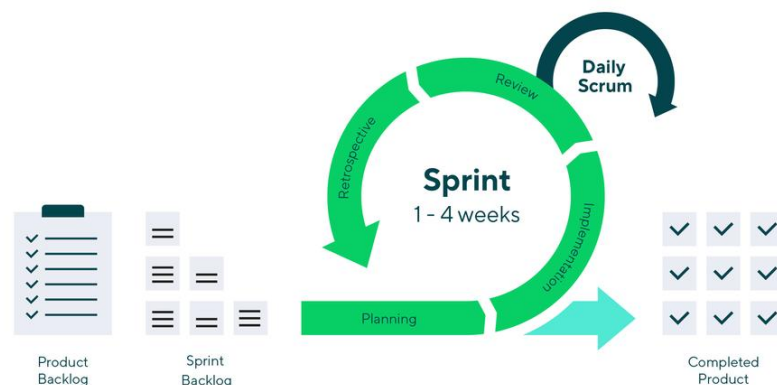 Daily
Scrum
Review
Retrospective
Sprint
1 - 4 weeks
Implementation
Planning
Product
Backlog
Sprint
Backlog
Completed
Product